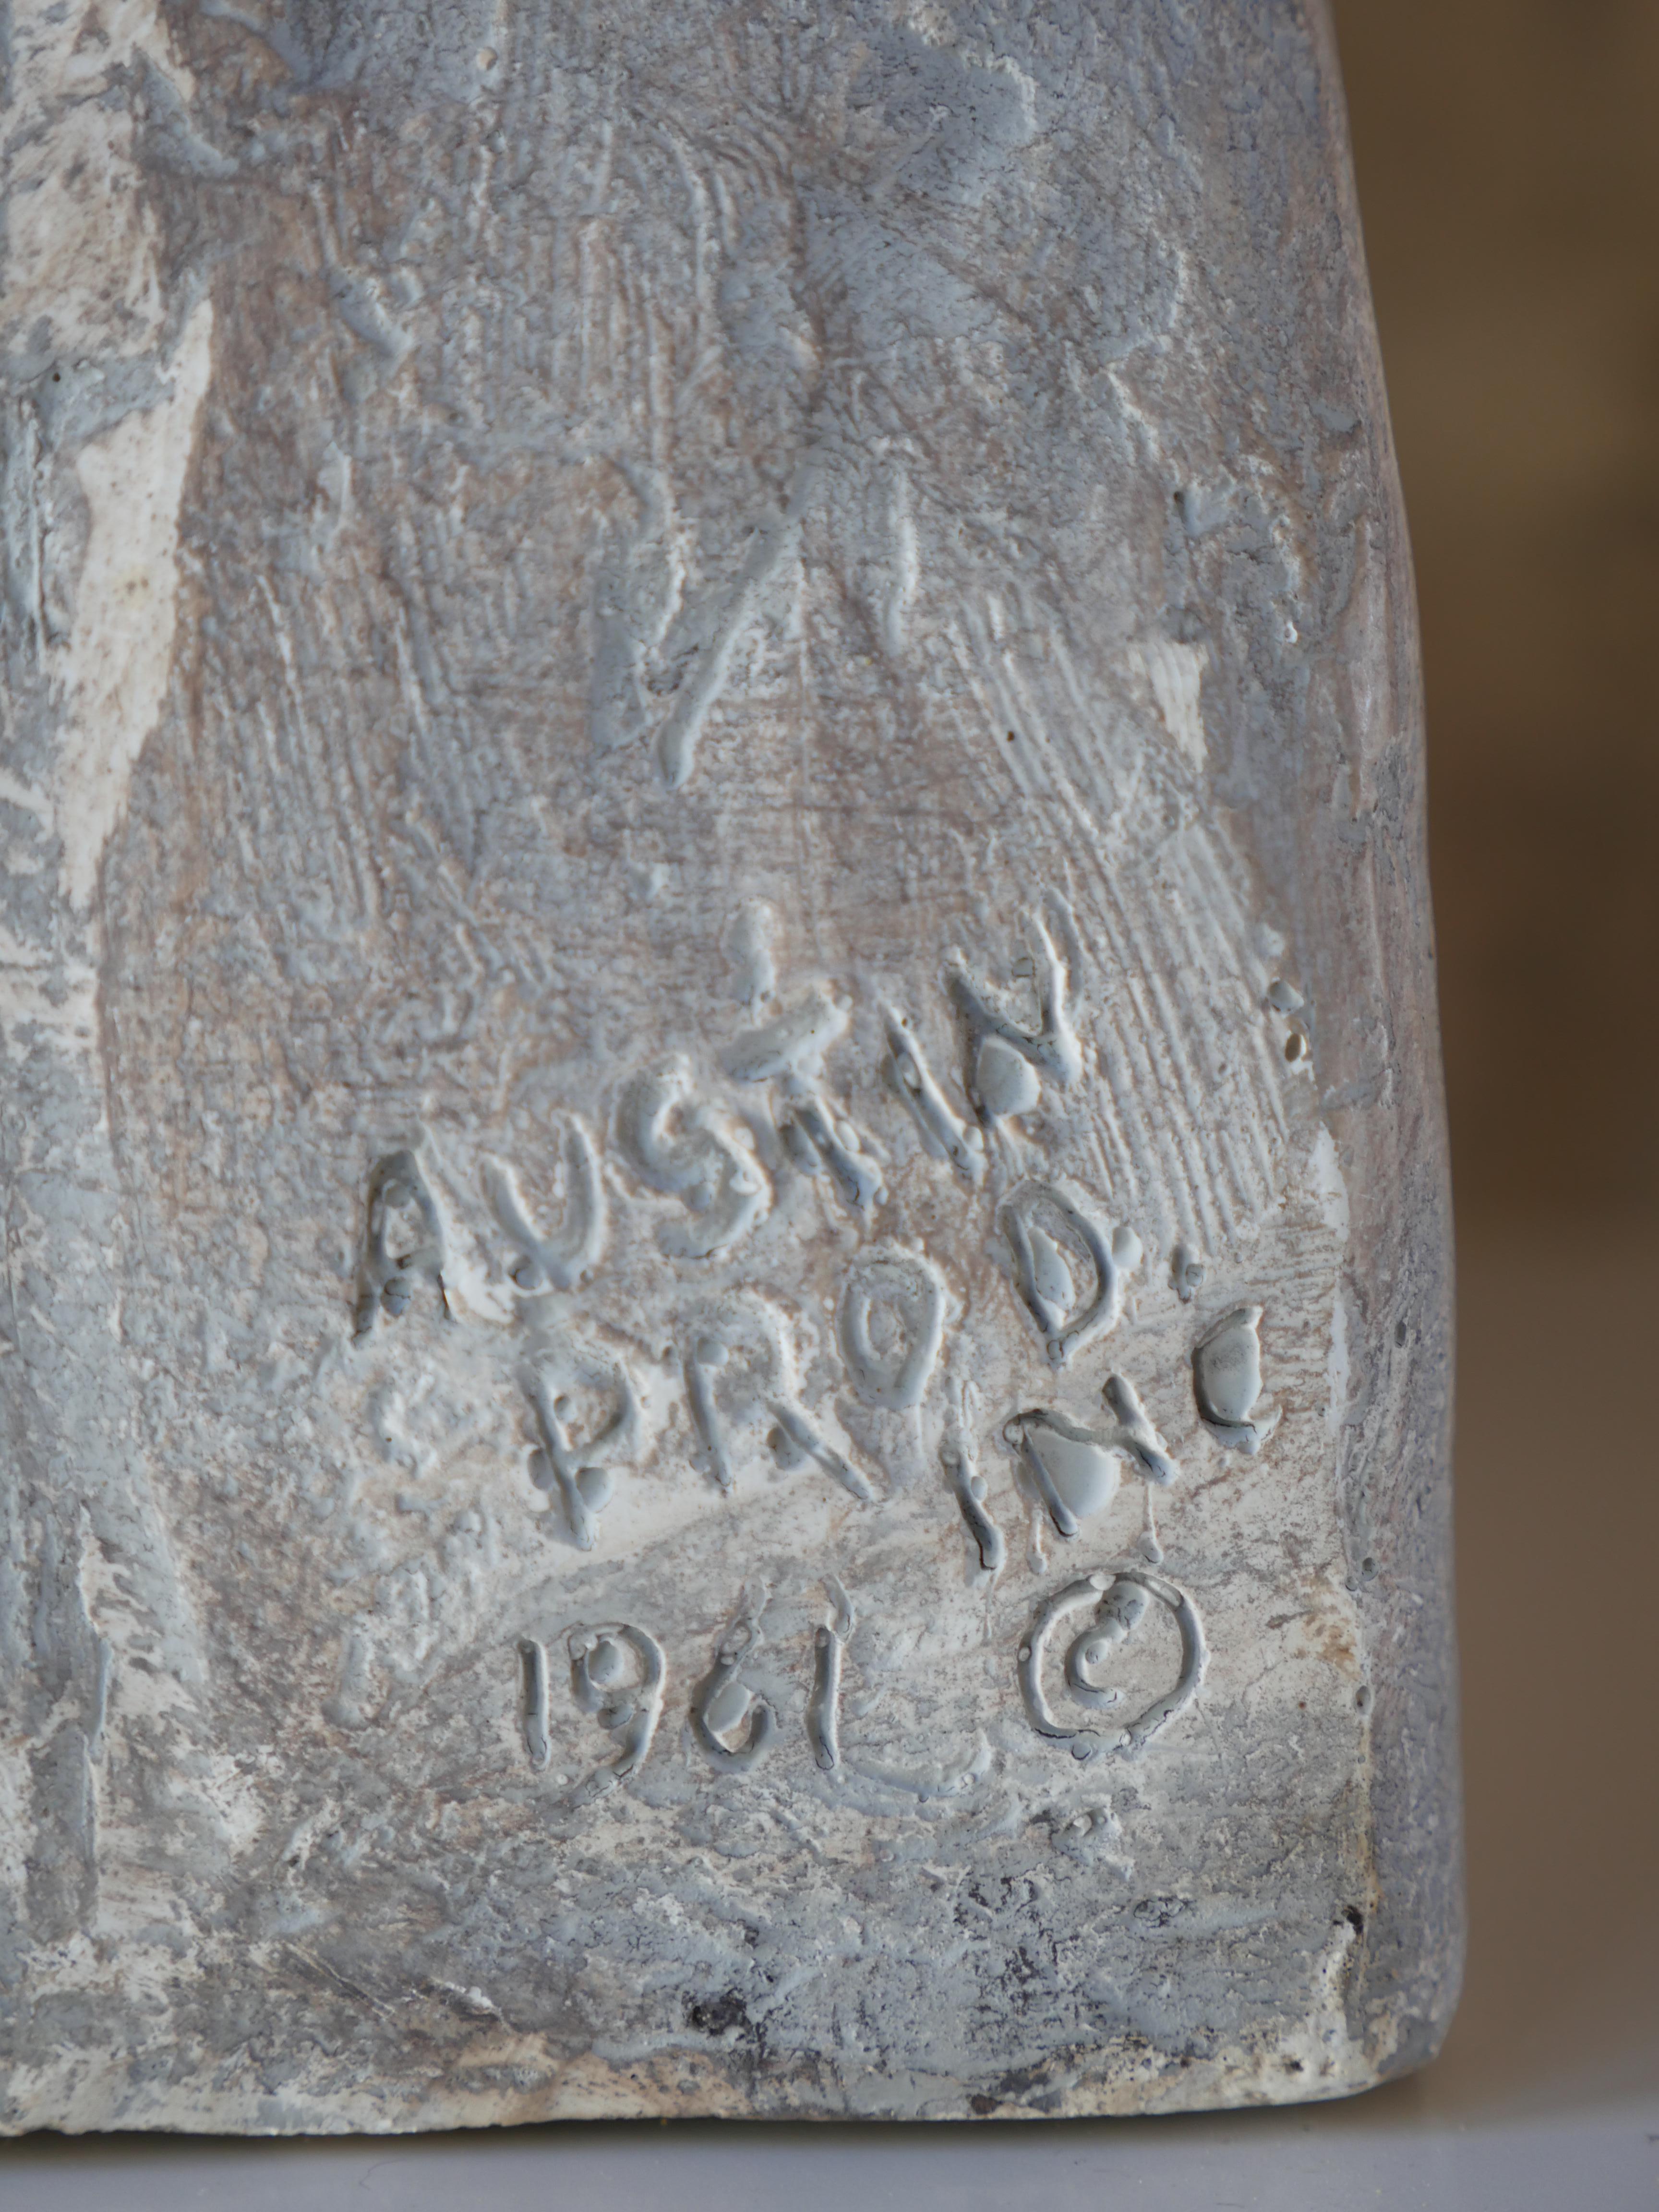 AUSTIN
PROD.
INC
1961 ©